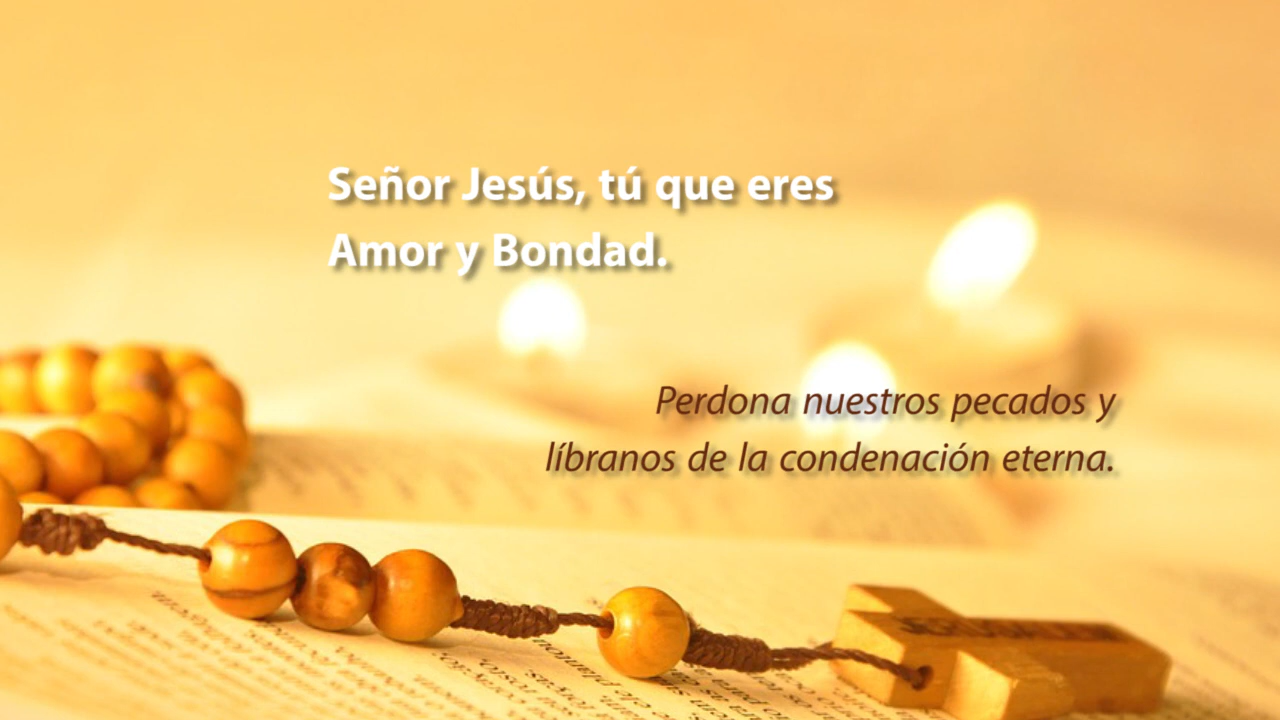 Señor Jesús, tú que eres
Amor y Bondad.
Perdona nuestros pecados y
líbranos de la condenación eterna.